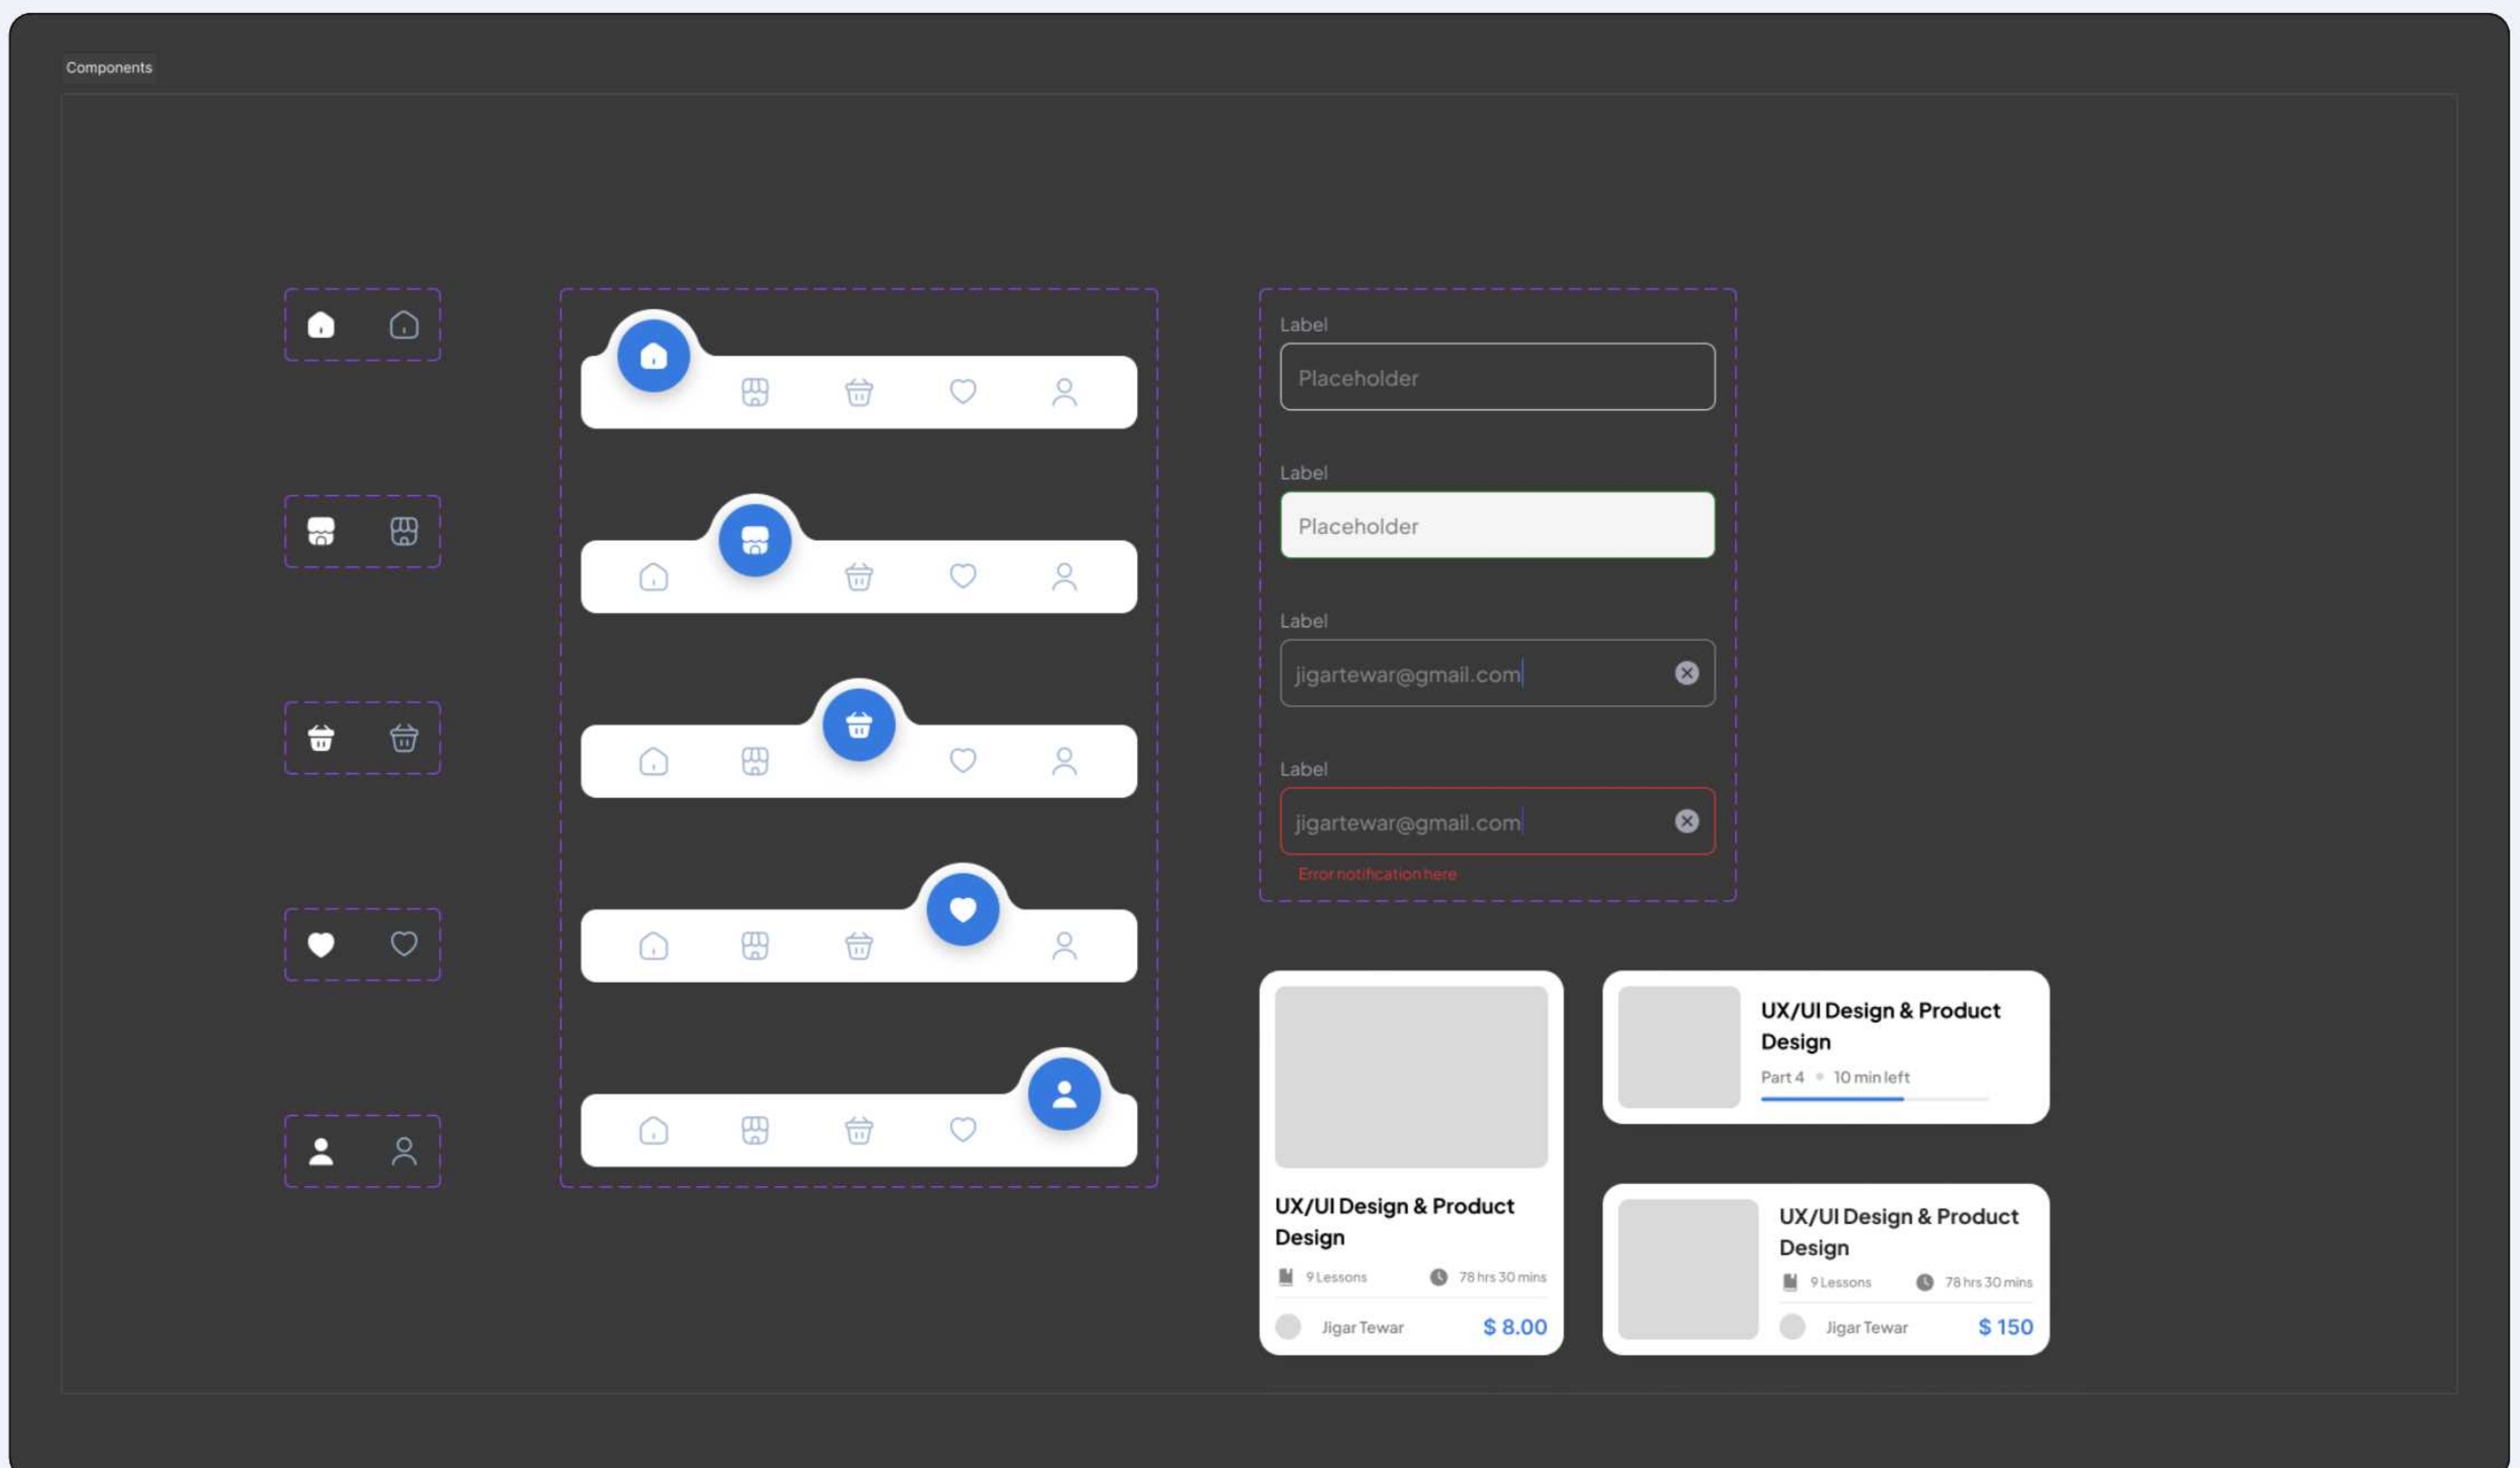 Components
Label
Placeholder
Label
Placeholder
Label
jigartewar@gmail.com
Label
jigartewar@gmail.com
Error notification here
UX/UI Design & Product
Design
9 Lessons
78 hrs 30 mins
Jigar Tewar
$ 8.00
UX/UI Design & Product
Design
Part 4
10 min left
UX/UI Design & Product
Design
9 Lessons
78 hrs 30 mins
Jigar Tewar
$ 150